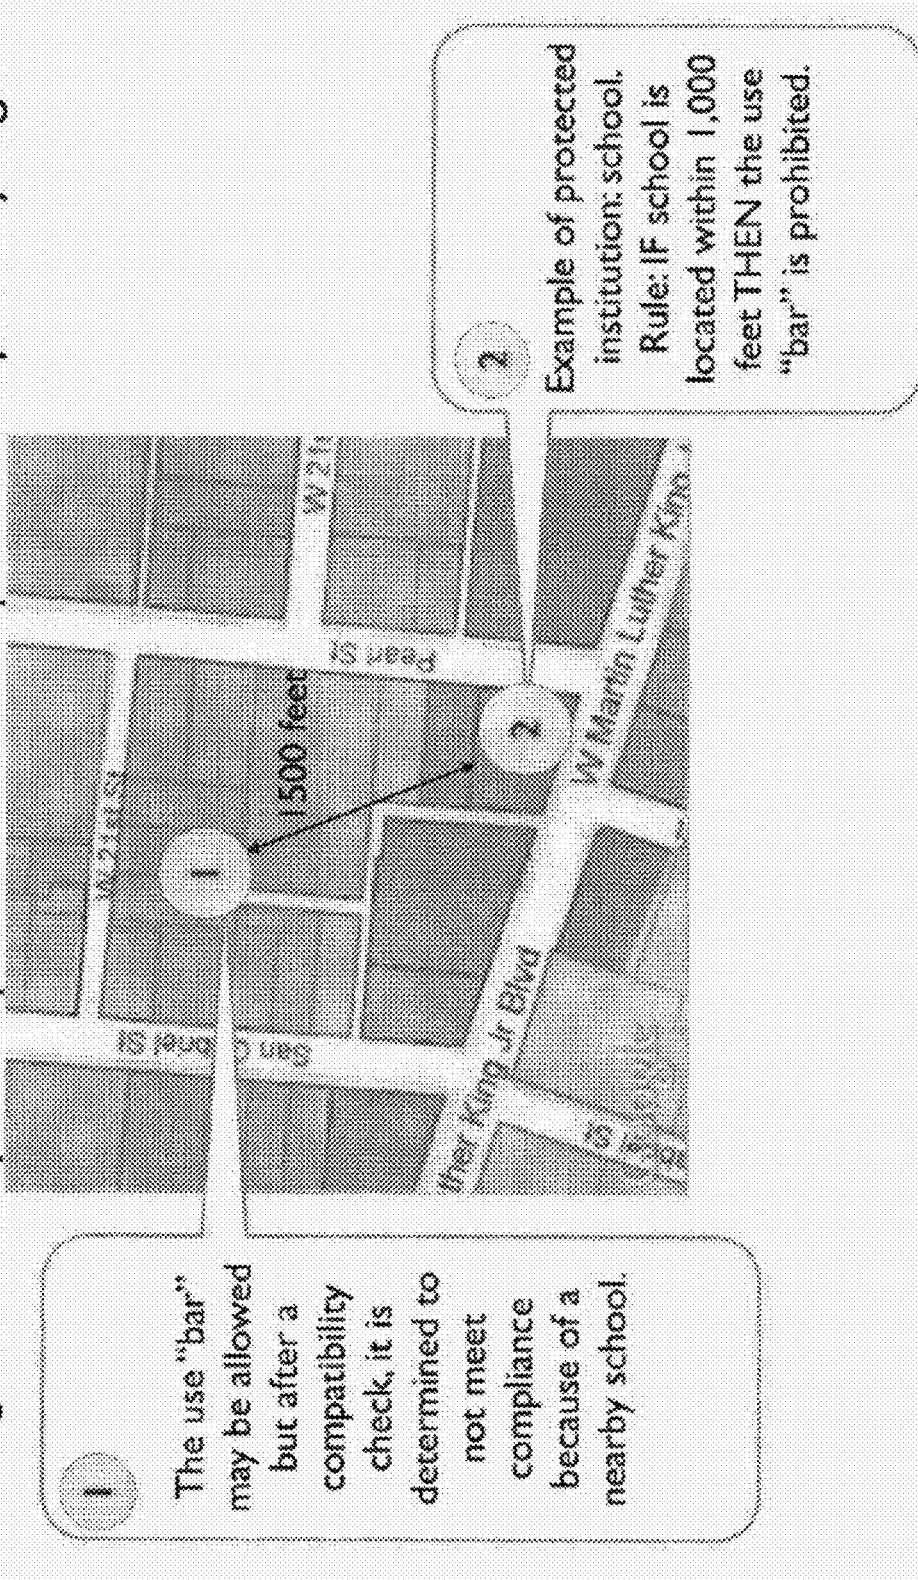 1
The use "bar"
may be allowed
but after a
compatibility
check, it is
determined to
not meet
compliance
because of a
nearby school.
W 21st St
San
briel St
1
1500 feet
Pearl St
W 21s
2
ther King Jr Blvd
W Martin Luther King
2
Example of protected
institution: school.
Rule: IF school is
located within 1,000
feet THEN the use
"bar" is prohibited.